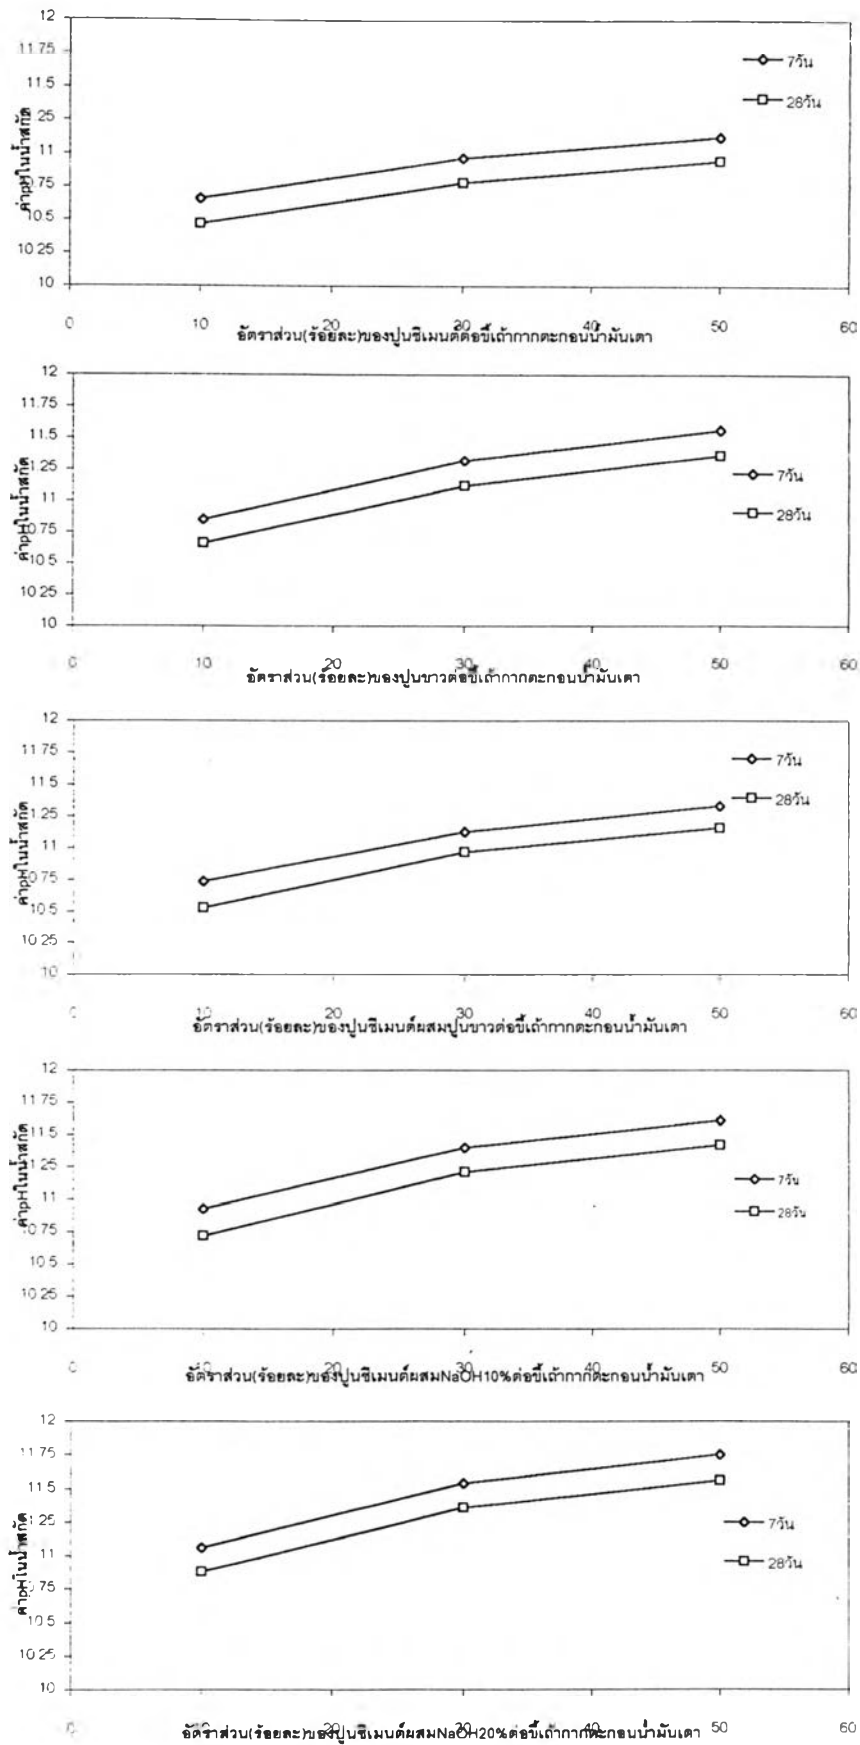 12
11.75
11.5
11.25
11
10.75
10.5
10.25
10
ค่าpHในน้ำสกัด
7วัน
28วัน
0 10 20 30 40 50 60
อัตราส่วน(ร้อยละ)ของปูนซีเมนต์ต่อขี้เถ้ากากตะกอนน้ำมันเตา
12
11.75
11.5
11.25
11
10.75
10.5
10.25
10
ค่าpHในน้ำสกัด
7วัน
28วัน
0 10 20 30 40 50 60
อัตราส่วน(ร้อยละ)ของปูนขาวต่อขี้เถ้ากากตะกอนน้ำมันเตา
12
11.75
11.5
11.25
11
10.75
10.5
10.25
10
ค่าpHในน้ำสกัด
7วัน
28วัน
0 10 20 30 40 50 60
อัตราส่วน(ร้อยละ)ของปูนซีเมนต์ผสมปูนขาวต่อขี้เถ้ากากตะกอนน้ำมันเตา
12
11.75
11.5
11.25
11
10.75
10.5
10.25
10
ค่าpHในน้ำสกัด
7วัน
28วัน
0 10 20 30 40 50 60
อัตราส่วน(ร้อยละ)ของปูนซีเมนต์ผสมNaOH10%ต่อขี้เถ้ากากตะกอนน้ำมันเตา
12
11.75
11.5
11.25
11
10.75
10.5
10.25
10
ค่าpHในน้ำสกัด
7วัน
28วัน
0 10 20 30 40 50 60
อัตราส่วน(ร้อยละ)ของปูนซีเมนต์ผสมNaOH20%ต่อขี้เถ้ากากตะกอนน้ำมันเตา